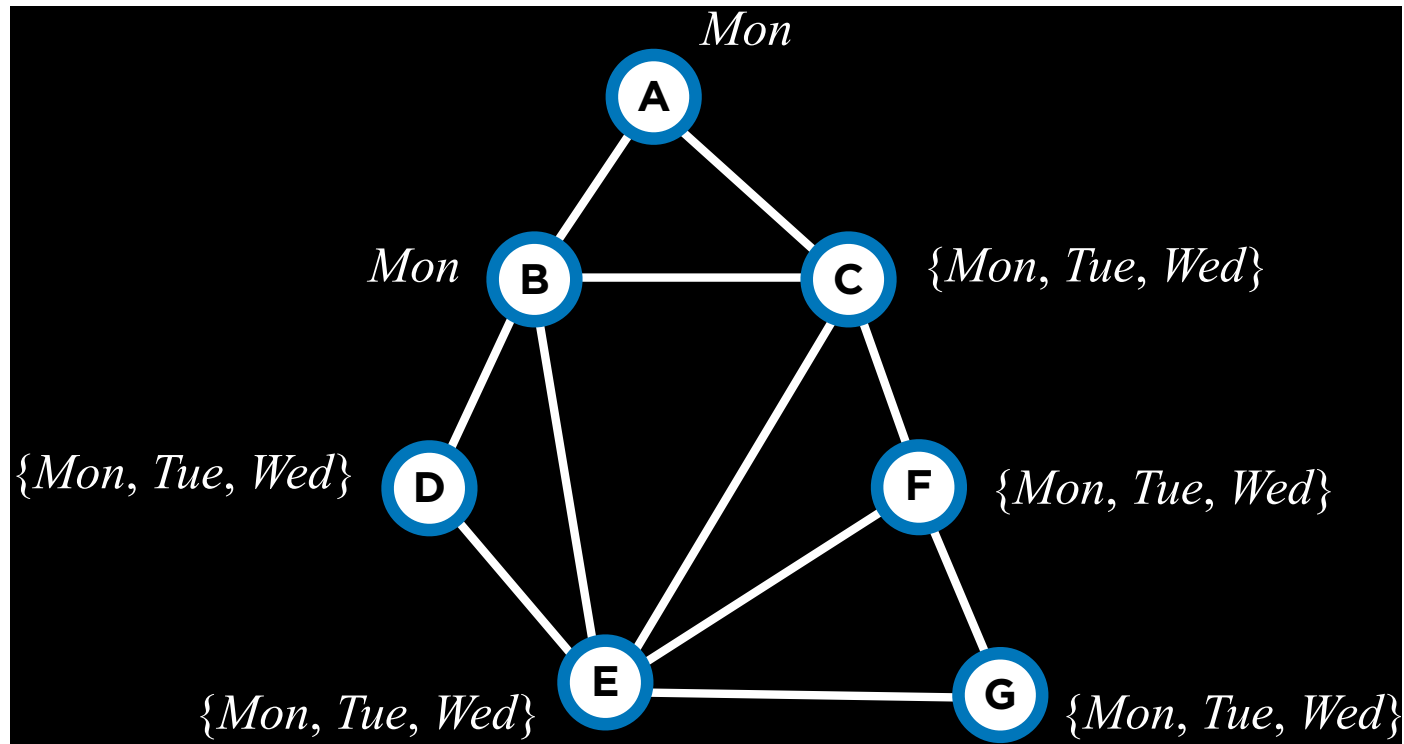 Mon
A
Mon
B
C
{Mon, Tue, Wed}
{Mon, Tue, Wed}
D
F
{Mon, Tue, Wed}
{Mon, Tue, Wed}
E
G
{Mon, Tue, Wed}